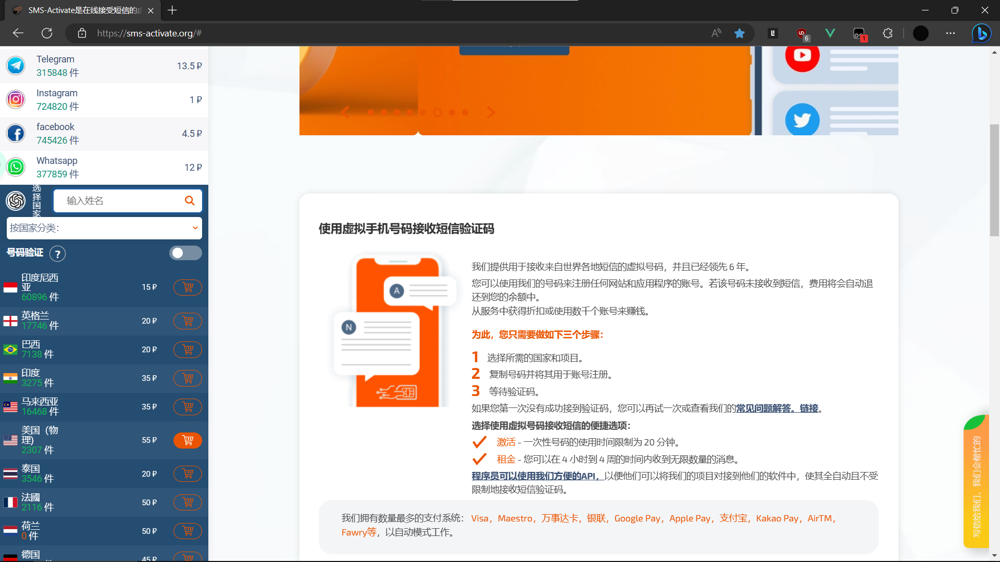 SMS-Activate是在线接受短信的
https://sms-activate.org/#
6
1
Telegram
315848 件
13.5 ₽
Instagram
724820 件
1 ₽
facebook
745426 件
4.5 ₽
Whatsapp
377859 件
12 ₽
选择国家
输入姓名
按国家分类:
号码验证 ?
印度尼西亚
60896 件
15 ₽
英格兰
17746 件
20 ₽
巴西
7138 件
20 ₽
印度
3275 件
35 ₽
马来西亚
16468 件
35 ₽
美国（物理)
2307 件
55 ₽
泰国
3546 件
20 ₽
法國
2116 件
50 ₽
荷兰
0 件
50 ₽
德国
45 ₽
使用虚拟手机号码接收短信验证码
A
N
我们提供用于接收来自世界各地短信的虚拟号码，并且已经领先 6 年。
您可以使用我们的号码来注册任何网站和应用程序的账号。若该号码未接收到短信，费用将会自动退
还到您的余额中。
从服务中获得折扣或使用数千个账号来赚钱。
为此，您只需要做如下三个步骤：
1 选择所需的国家和项目。
2 复制号码并将其用于账号注册。
3 等待验证码。
如果您第一次没有成功接到验证码，您可以再试一次或查看我们的常见问题解答。链接。
选择使用虚拟号码接收短信的便捷选项：
激活 - 一次性号码的使用时间限制为 20 分钟。
租金 - 您可以在 4 小时到 4 周的时间内收到无限数量的消息。
程序员可以使用我们方便的API，以便他们可以将我们的项目对接到他们的软件中，使其全自动且不受
限制地接收短信验证码。
我们拥有数量最多的支付系统： Visa，Maestro，万事达卡，银联，Google Pay，Apple Pay，支付宝，Kakao Pay，AirTM，
Fawry等，以自动模式工作。
写信给我们，我们会帮忙的